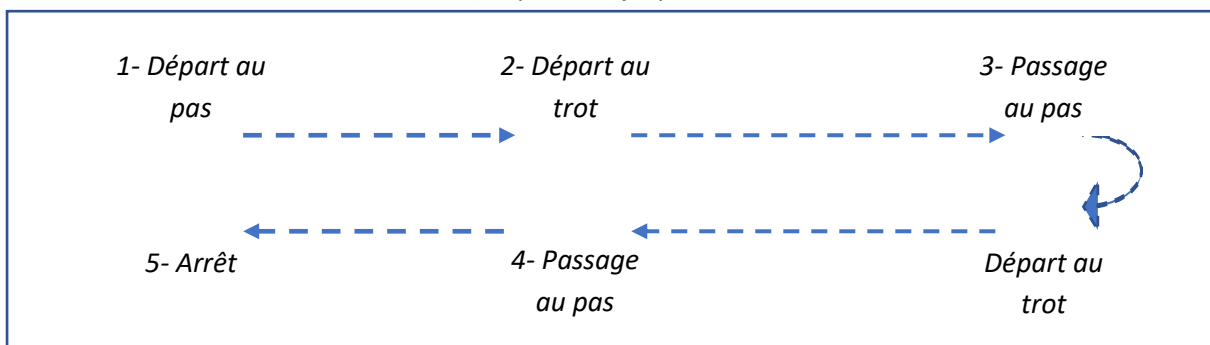 1- Départ au
pas
2- Départ au
trot
3- Passage
au pas
5- Arrêt
4- Passage
au pas
Départ au
trot